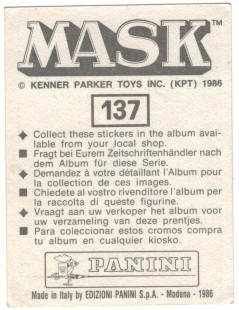 MASK™
© KENNER PARKER TOYS INC. (KPT) 1986
137
◆ Collect these stickers in the album avai-
lable from your local shop.
■ Fragt bei Eurem Zeitschriftenhändler nach
dem Album für diese Serie.
◆ Demandez à votre détaillant l'Album pour
la collection de ces images.
■ Chiedete al vostro rivenditore l'album per
la raccolta di queste figurine.
◆ Vraagt aan uw verkoper het album voor
uw verzameling van deze prentjes.
■ Para coleccionar estos cromos compra
tu album en cualquier kiosko.
PANINI
Made in Italy by EDIZIONI PANINI S.p.A. - Modena - 1986